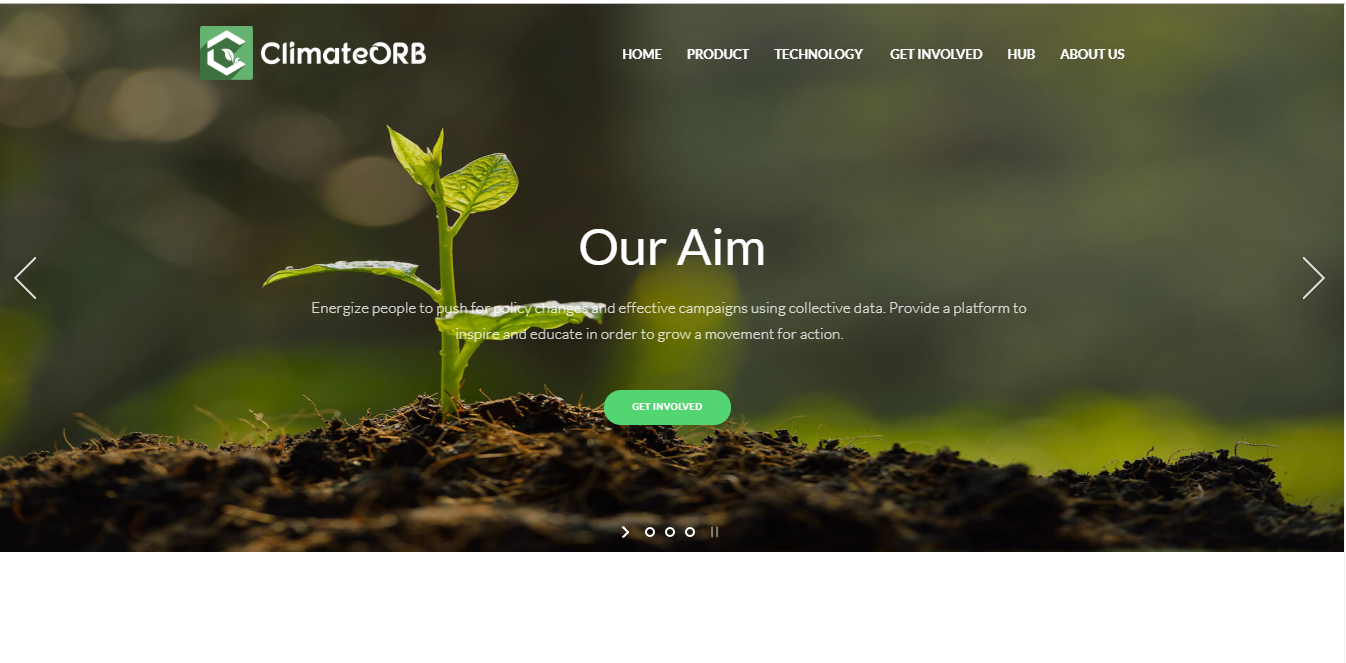 ClimateORB
HOME PRODUCT TECHNOLOGY GET INVOLVED HUB ABOUT US
Our Aim
Energize people to push for policy changes and effective campaigns using collective data. Provide a platform to
inspire and educate in order to grow a movement for action.
GET INVOLVED